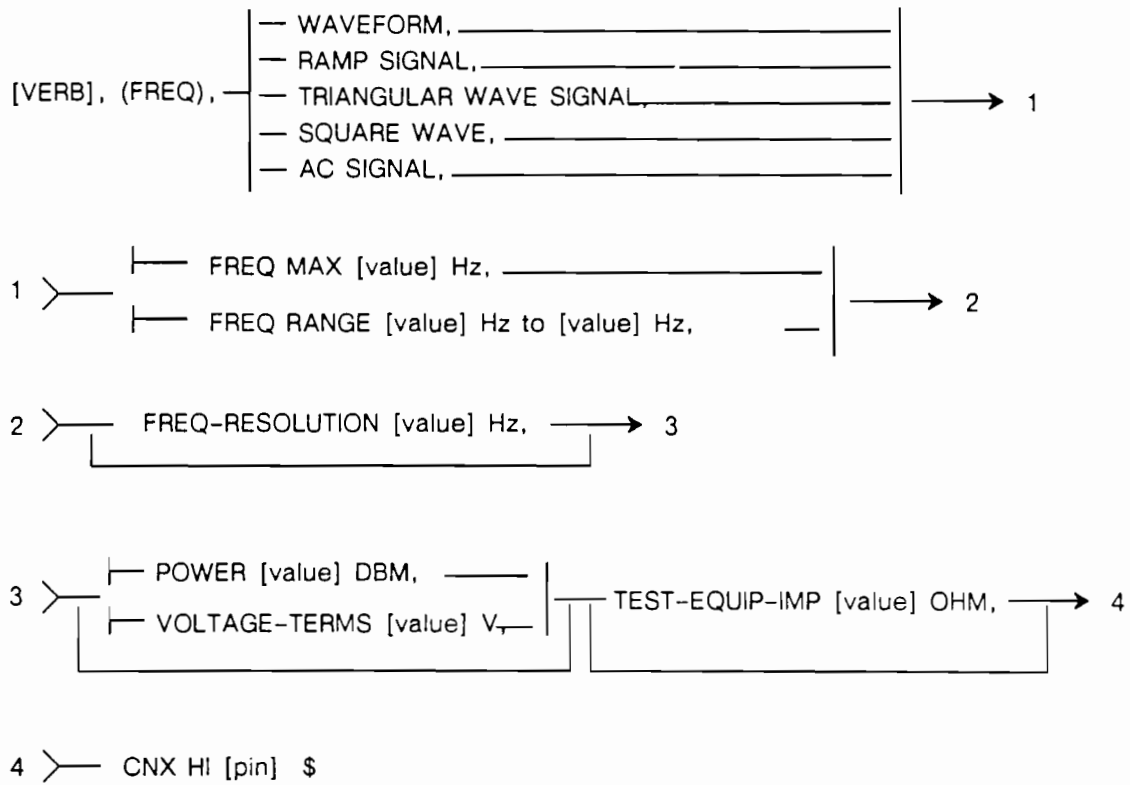 WAVEFORM,
RAMP SIGNAL,
[VERB], (FREQ), TRIANGULAR WAVE SIGNAL, 1
SQUARE WAVE,
AC SIGNAL,
FREQ MAX [value] Hz,
1 2
FREQ RANGE [value] Hz to [value] Hz,
2 FREQ-RESOLUTION [value] Hz, 3
POWER [value] DBM,
3 TEST-EQUIP-IMP [value] OHM, 4
VOLTAGE-TERMS [value] V,
4 CNX HI [pin] $